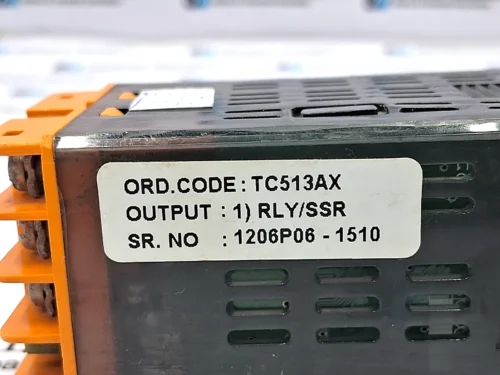 ORD.CODE : TC513AX
OUTPUT : 1) RLY/SSR
SR. NO : 1206P06 - 1510